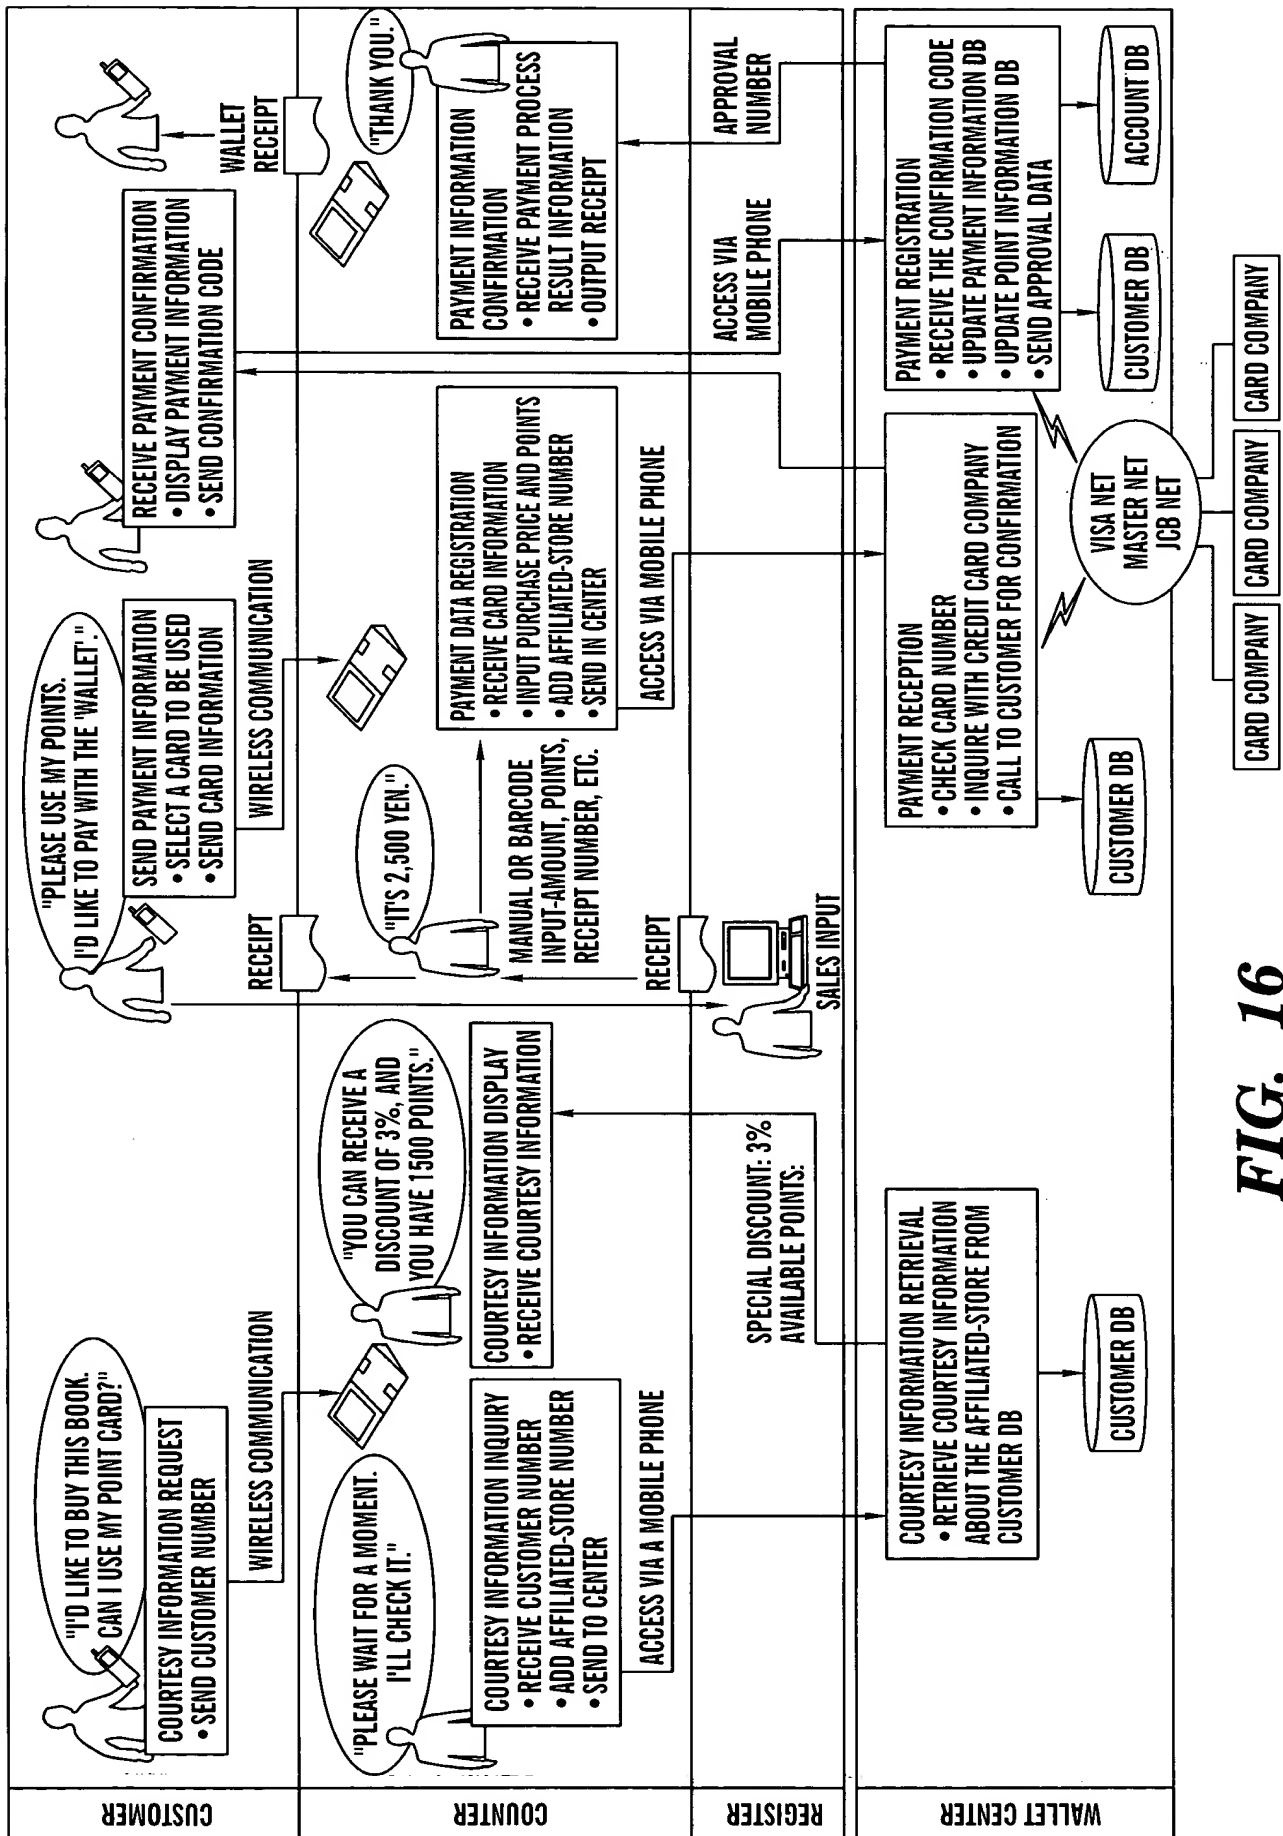 CUSTOMER
"I'D LIKE TO BUY THIS BOOK.
CAN I USE MY POINT CARD?"
COURTESY INFORMATION REQUEST
• SEND CUSTOMER NUMBER
WIRELESS COMMUNICATION
"PLEASE USE MY POINTS.
I'D LIKE TO PAY WITH THE 'WALLET'."
SEND PAYMENT INFORMATION
• SELECT A CARD TO BE USED
• SEND CARD INFORMATION
WIRELESS COMMUNICATION
RECEIPT
RECEIVE PAYMENT CONFIRMATION
• DISPLAY PAYMENT INFORMATION
• SEND CONFIRMATION CODE
WALLET
RECEIPT
COUNTER
"PLEASE WAIT FOR A MOMENT.
I'LL CHECK IT."
COURTESY INFORMATION INQUIRY
• RECEIVE CUSTOMER NUMBER
• ADD AFFILIATED-STORE NUMBER
• SEND TO CENTER
ACCESS VIA A MOBILE PHONE
"YOU CAN RECEIVE A
DISCOUNT OF 3%, AND
YOU HAVE 1500 POINTS."
COURTESY INFORMATION DISPLAY
• RECEIVE COURTESY INFORMATION
"IT'S 2,500 YEN."
MANUAL OR BARCODE
INPUT-AMOUNT, POINTS,
RECEIPT NUMBER, ETC.
RECEIPT
PAYMENT DATA REGISTRATION
• RECEIVE CARD INFORMATION
• INPUT PURCHASE PRICE AND POINTS
• ADD AFFILIATED-STORE NUMBER
• SEND IN CENTER
ACCESS VIA MOBILE PHONE
"THANK YOU."
PAYMENT INFORMATION
CONFIRMATION
• RECEIVE PAYMENT PROCESS
RESULT INFORMATION
• OUTPUT RECEIPT
REGISTER
SPECIAL DISCOUNT: 3%
AVAILABLE POINTS:
SALES INPUT
ACCESS VIA
MOBILE PHONE
APPROVAL
NUMBER
WALLET CENTER
COURTESY INFORMATION RETRIEVAL
• RETRIEVE COURTESY INFORMATION
ABOUT THE AFFILIATED-STORE FROM
CUSTOMER DB
CUSTOMER DB
PAYMENT RECEPTION
• CHECK CARD NUMBER
• INQUIRE WITH CREDIT CARD COMPANY
• CALL TO CUSTOMER FOR CONFIRMATION
CUSTOMER DB
PAYMENT REGISTRATION
• RECEIVE THE CONFIRMATION CODE
• UPDATE PAYMENT INFORMATION DB
• UPDATE POINT INFORMATION DB
• SEND APPROVAL DATA
CUSTOMER DB
ACCOUNT DB
VISA NET
MASTER NET
JCB NET
CARD COMPANY
CARD COMPANY
CARD COMPANY
FIG. 16